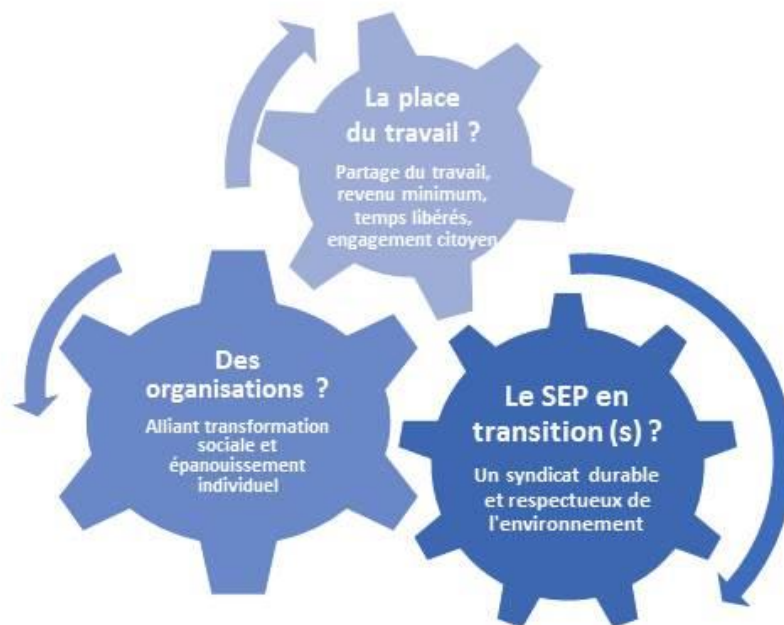 La place
du travail ?
Partage du travail,
revenu minimum,
temps libérés,
engagement citoyen
Des
organisations ?
Alliant transformation
sociale et
épanouissement
individuel
Le SEP en
transition (s) ?
Un syndicat durable
et respectueux de
l'environnement